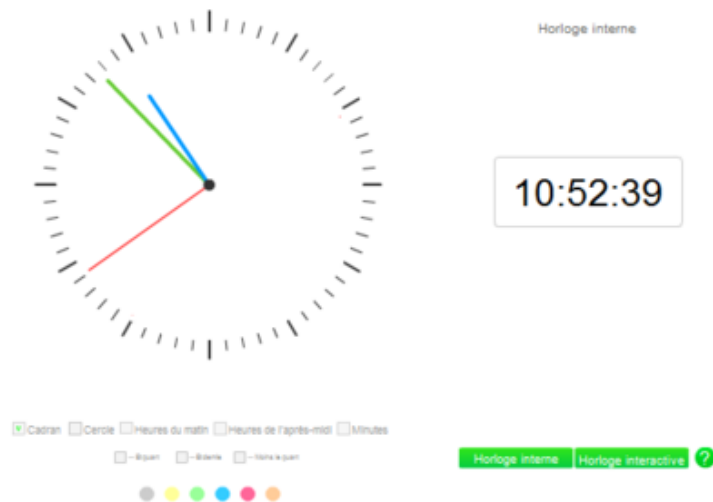 Horloge interne
10:52:39
Cadran Cercle Heures du matin Heures de l'après-midi Minutes
Horloge interne Horloge interactive ?